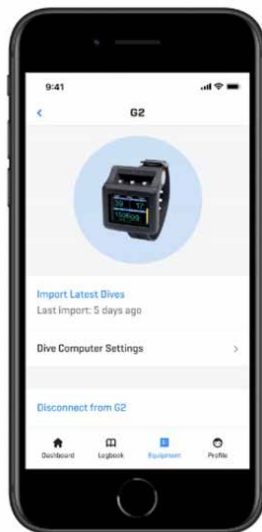 9:41
G2
Import Latest Dives
Last import: 5 days ago
Dive Computer Settings
Disconnect from G2
Dashboard
Logbook
Equipment
Profile